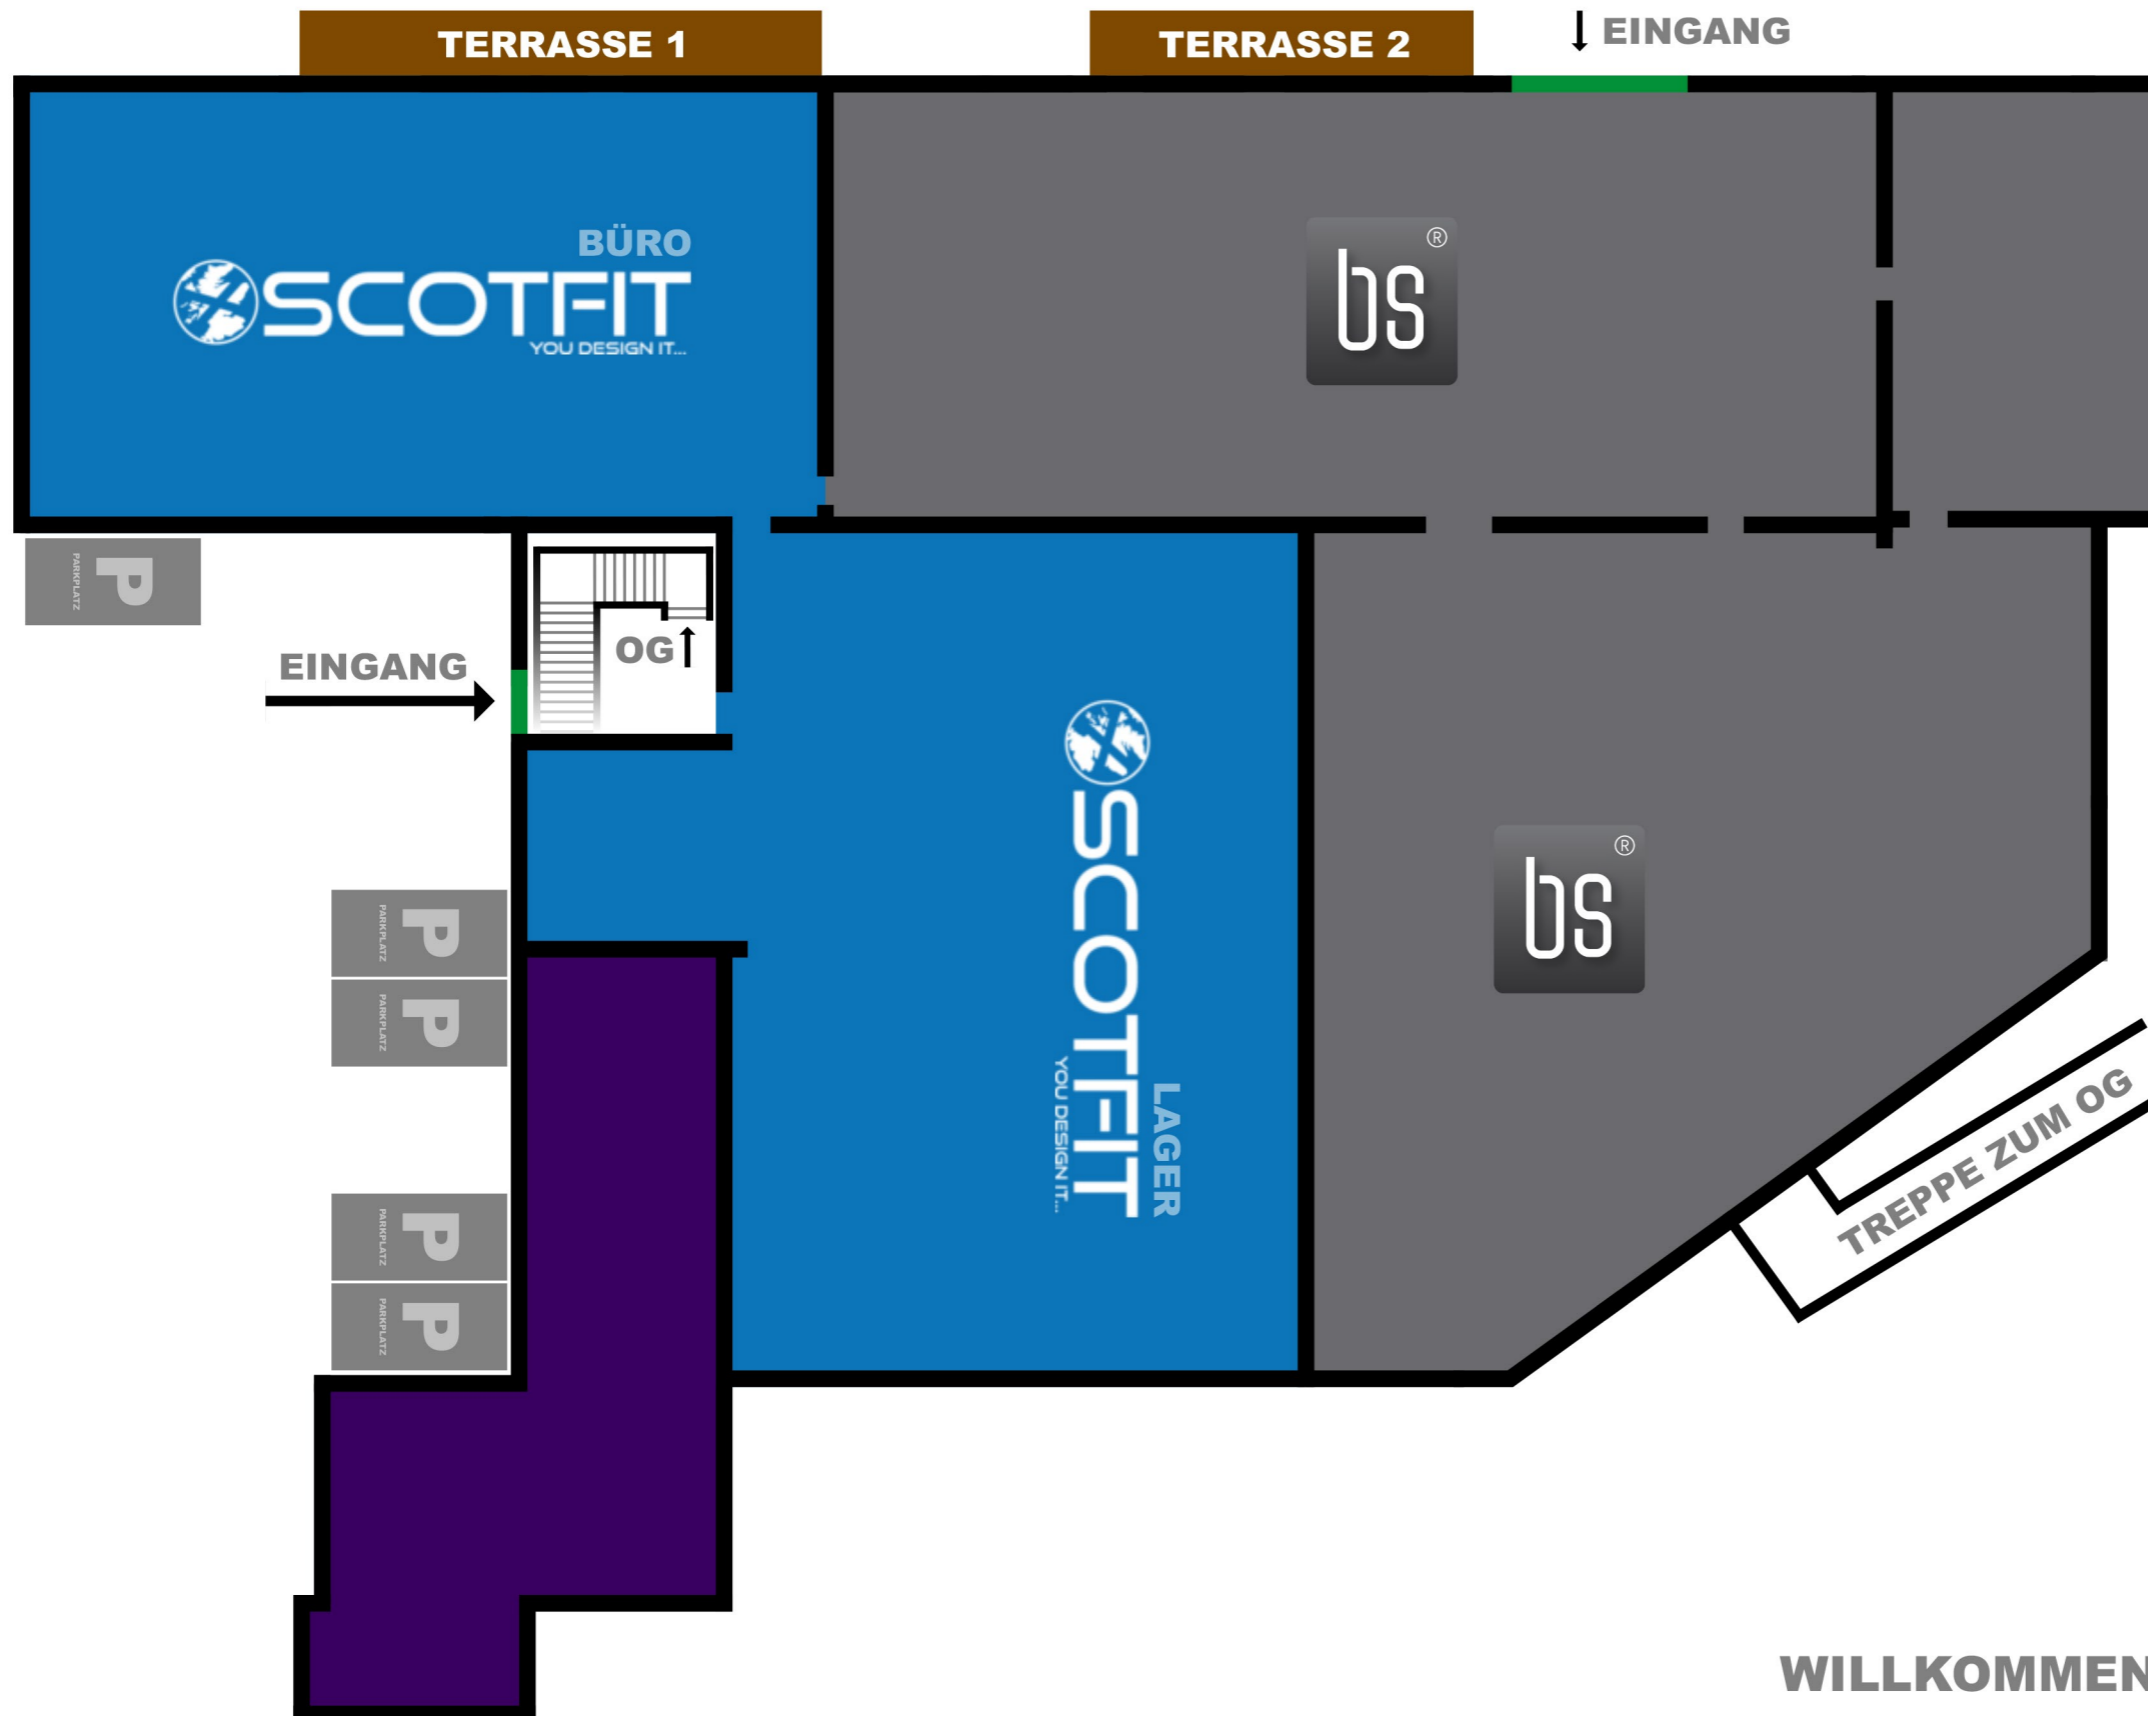 TERRASSE 1
TERRASSE 2
EINGANG
BÜRO
SCOTFIT
YOU DESIGN IT...
bs®
P
PARKPLATZ
OG
EINGANG
SCOTFIT
YOU DESIGN IT...
LAGER
bs®
P
PARKPLATZ
P
PARKPLATZ
P
PARKPLATZ
P
PARKPLATZ
TREPPE ZUM OG
WILLKOMMEN